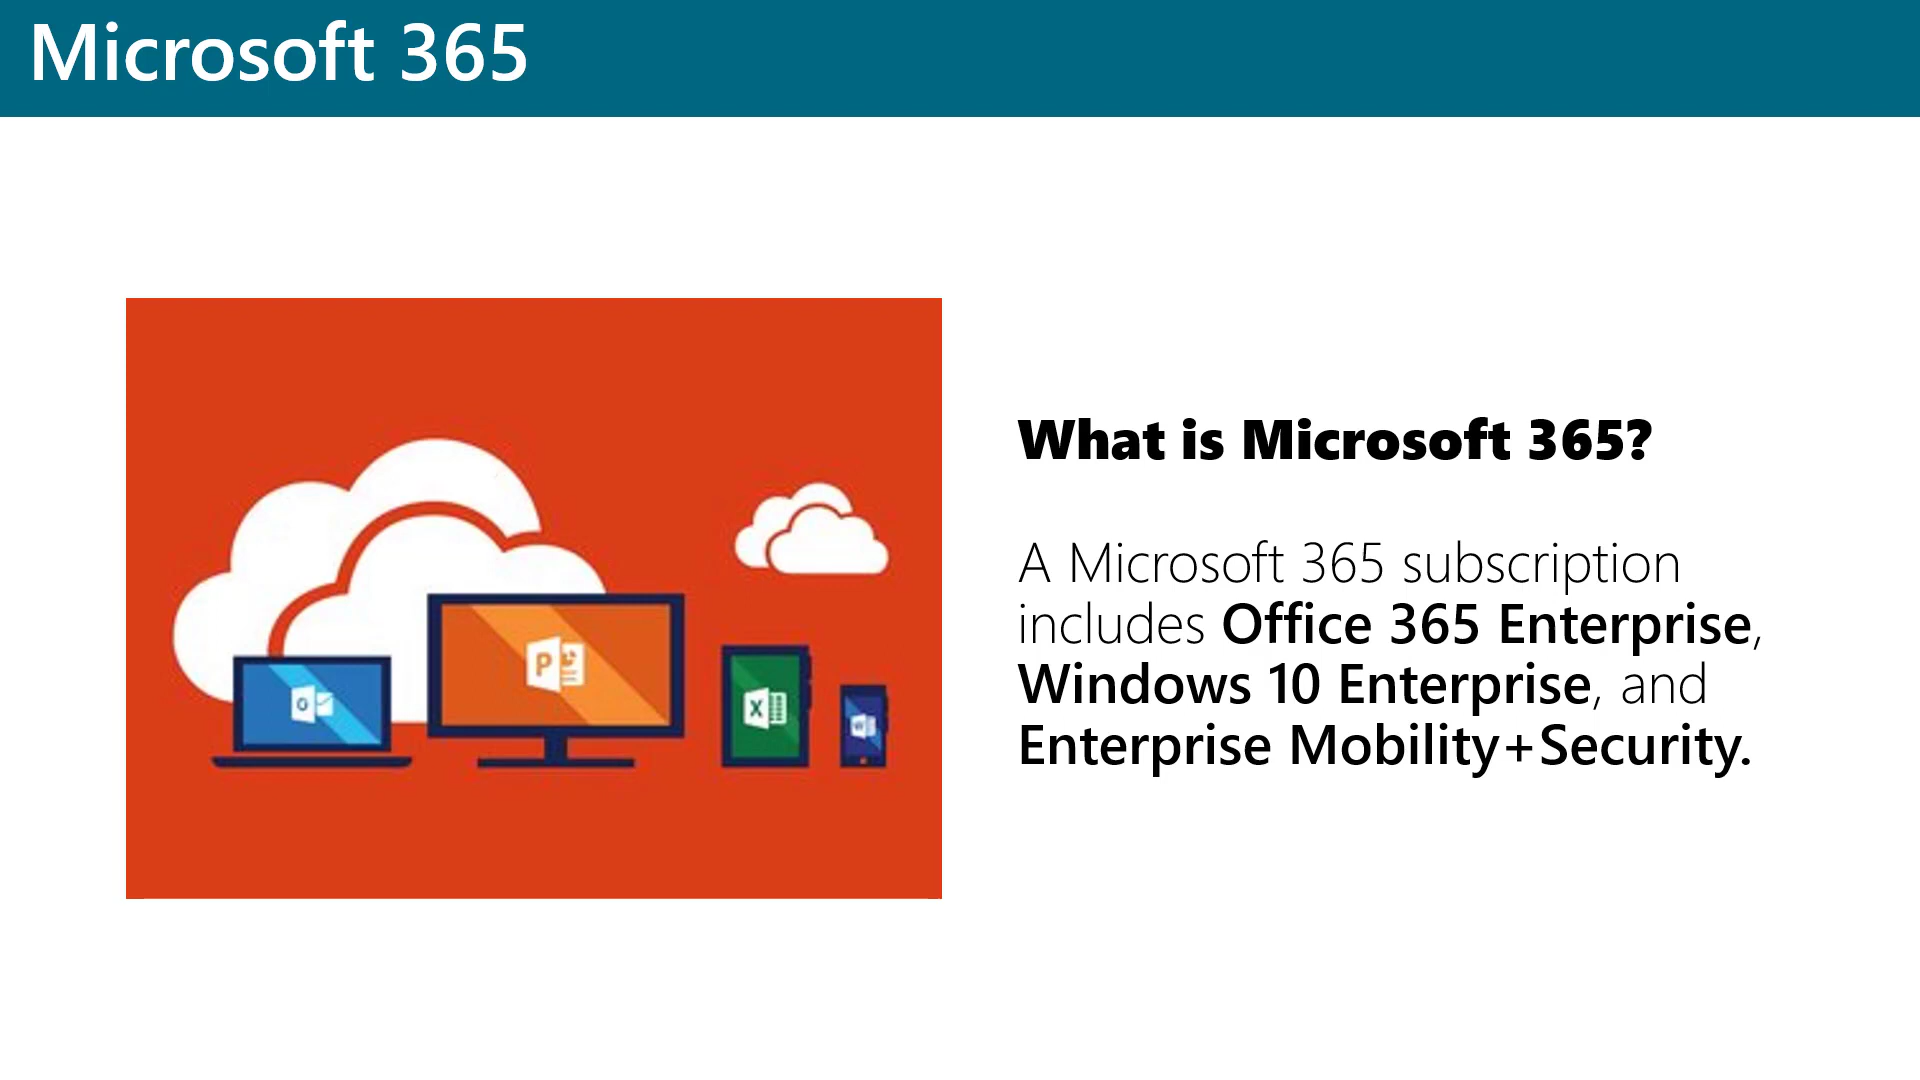 Microsoft 365
What is Microsoft 365?
A Microsoft 365 subscription
includes Office 365 Enterprise,
Windows 10 Enterprise, and
Enterprise Mobility+Security.
O
P
X
W